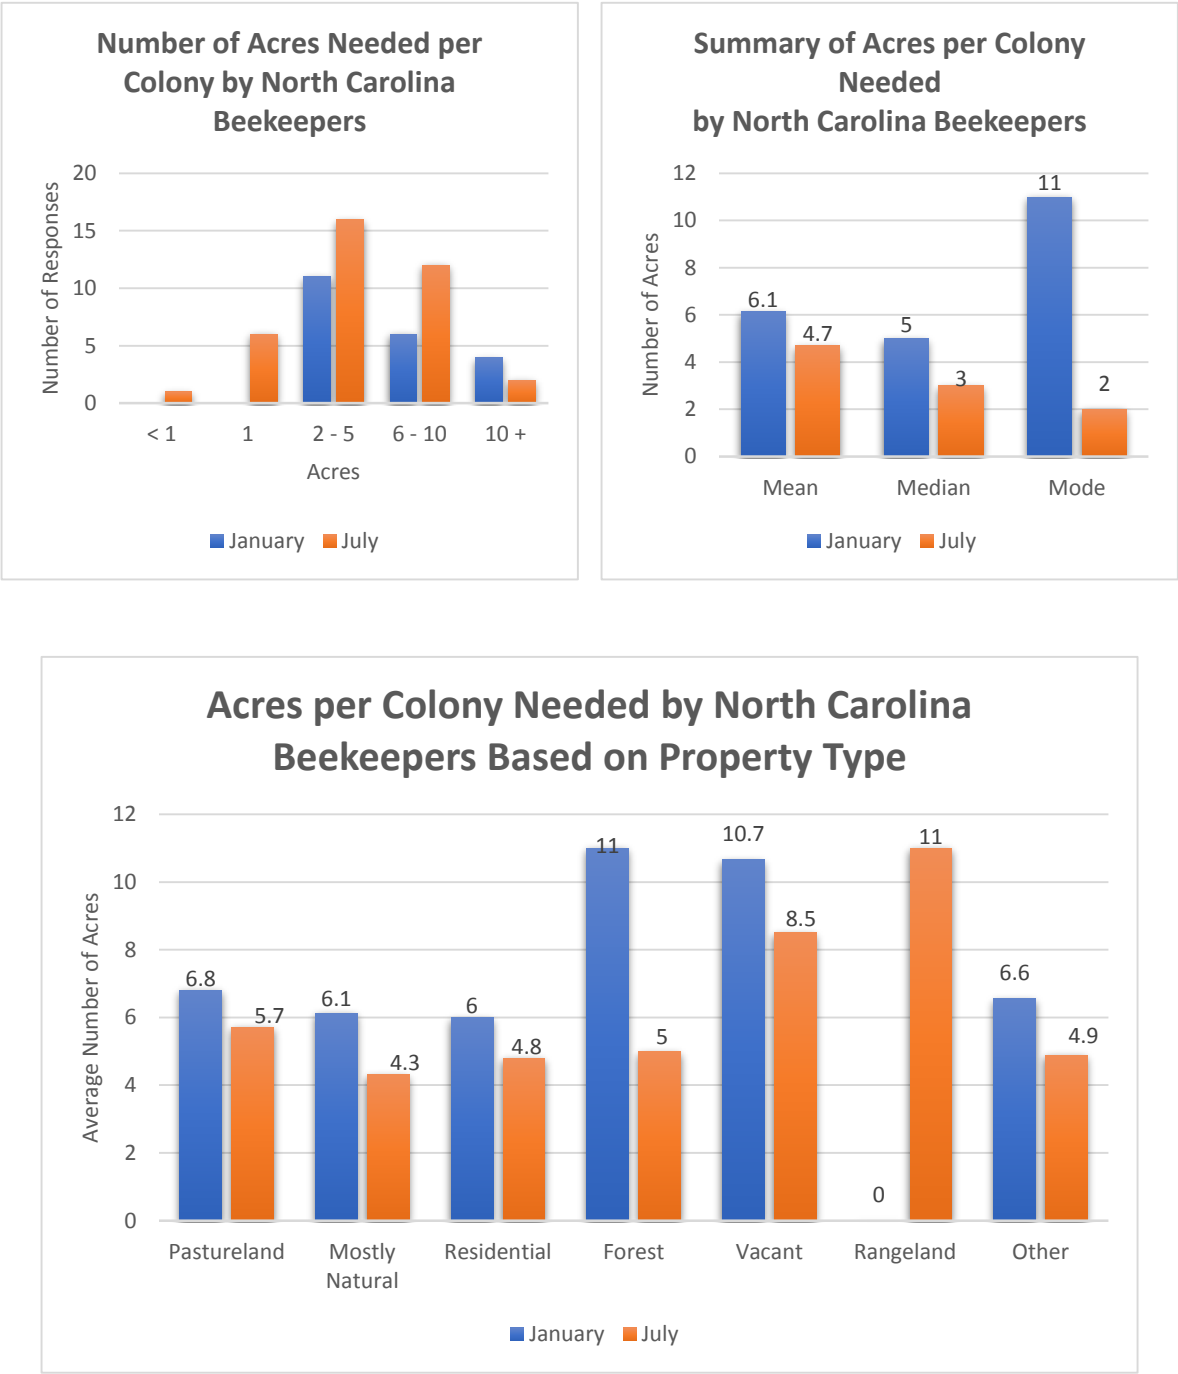 Number of Acres Needed per
Colony by North Carolina
Beekeepers
20
15
10
5
0
Number of Responses
< 1
1
2 - 5
6 - 10
10 +
Acres
January
July
Summary of Acres per Colony
Needed
by North Carolina Beekeepers
12
10
8
6
4
2
0
Number of Acres
6.1
4.7
5
3
11
2
Mean
Median
Mode
January
July
Acres per Colony Needed by North Carolina
Beekeepers Based on Property Type
12
10
8
6
4
2
0
Average Number of Acres
6.8
5.7
6.1
4.3
6
4.8
11
5
10.7
8.5
0
11
6.6
4.9
Pastureland
Mostly
Natural
Residential
Forest
Vacant
Rangeland
Other
January
July